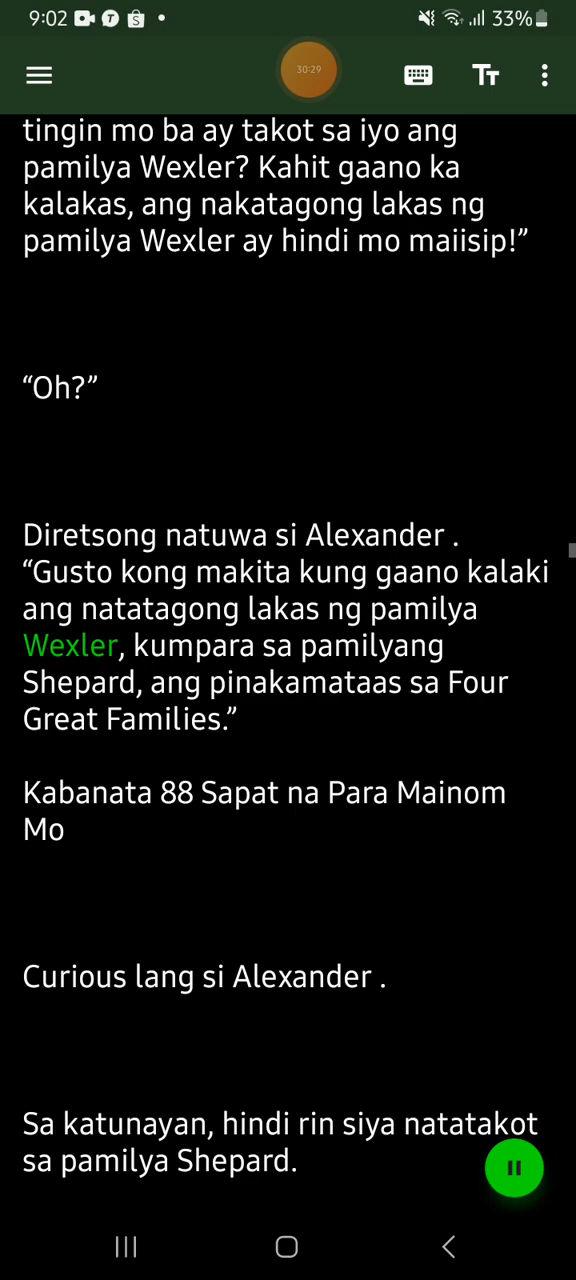 9:02
33%
30:29
tingin mo ba ay takot sa iyo ang
pamilya Wexler? Kahit gaano ka
kalakas, ang nakatagong lakas ng
pamilya Wexler ay hindi mo maiisip!”
“Oh?”
Diretsong natuwa si Alexander .
“Gusto kong makita kung gaano kalaki
ang natatagong lakas ng pamilya
Wexler, kumpara sa pamilyang
Shepard, ang pinakamataas sa Four
Great Families.”
Kabanata 88 Sapat na Para Mainom
Mo
Curious lang si Alexander .
Sa katunayan, hindi rin siya natatakot
sa pamilya Shepard.